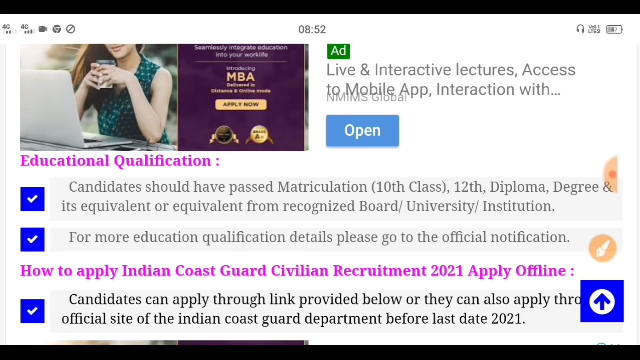 4G 4G 08:52
Seamlessly integrate education
into your worklife
Introducing
MBA
Delivered in
Distance & Online mode
APPLY NOW
Ad
Live & Interactive lectures, Access
to Mobile App, Interaction with...
NMIMS Global
Open
Educational Qualification :
Candidates should have passed Matriculation (10th Class), 12th, Diploma, Degree &
its equivalent or equivalent from recognized Board/ University/ Institution.
For more education qualification details please go to the official notification.
How to apply Indian Coast Guard Civilian Recruitment 2021 Apply Offline :
Candidates can apply through link provided below or they can also apply thro
official site of the indian coast guard department before last date 2021.